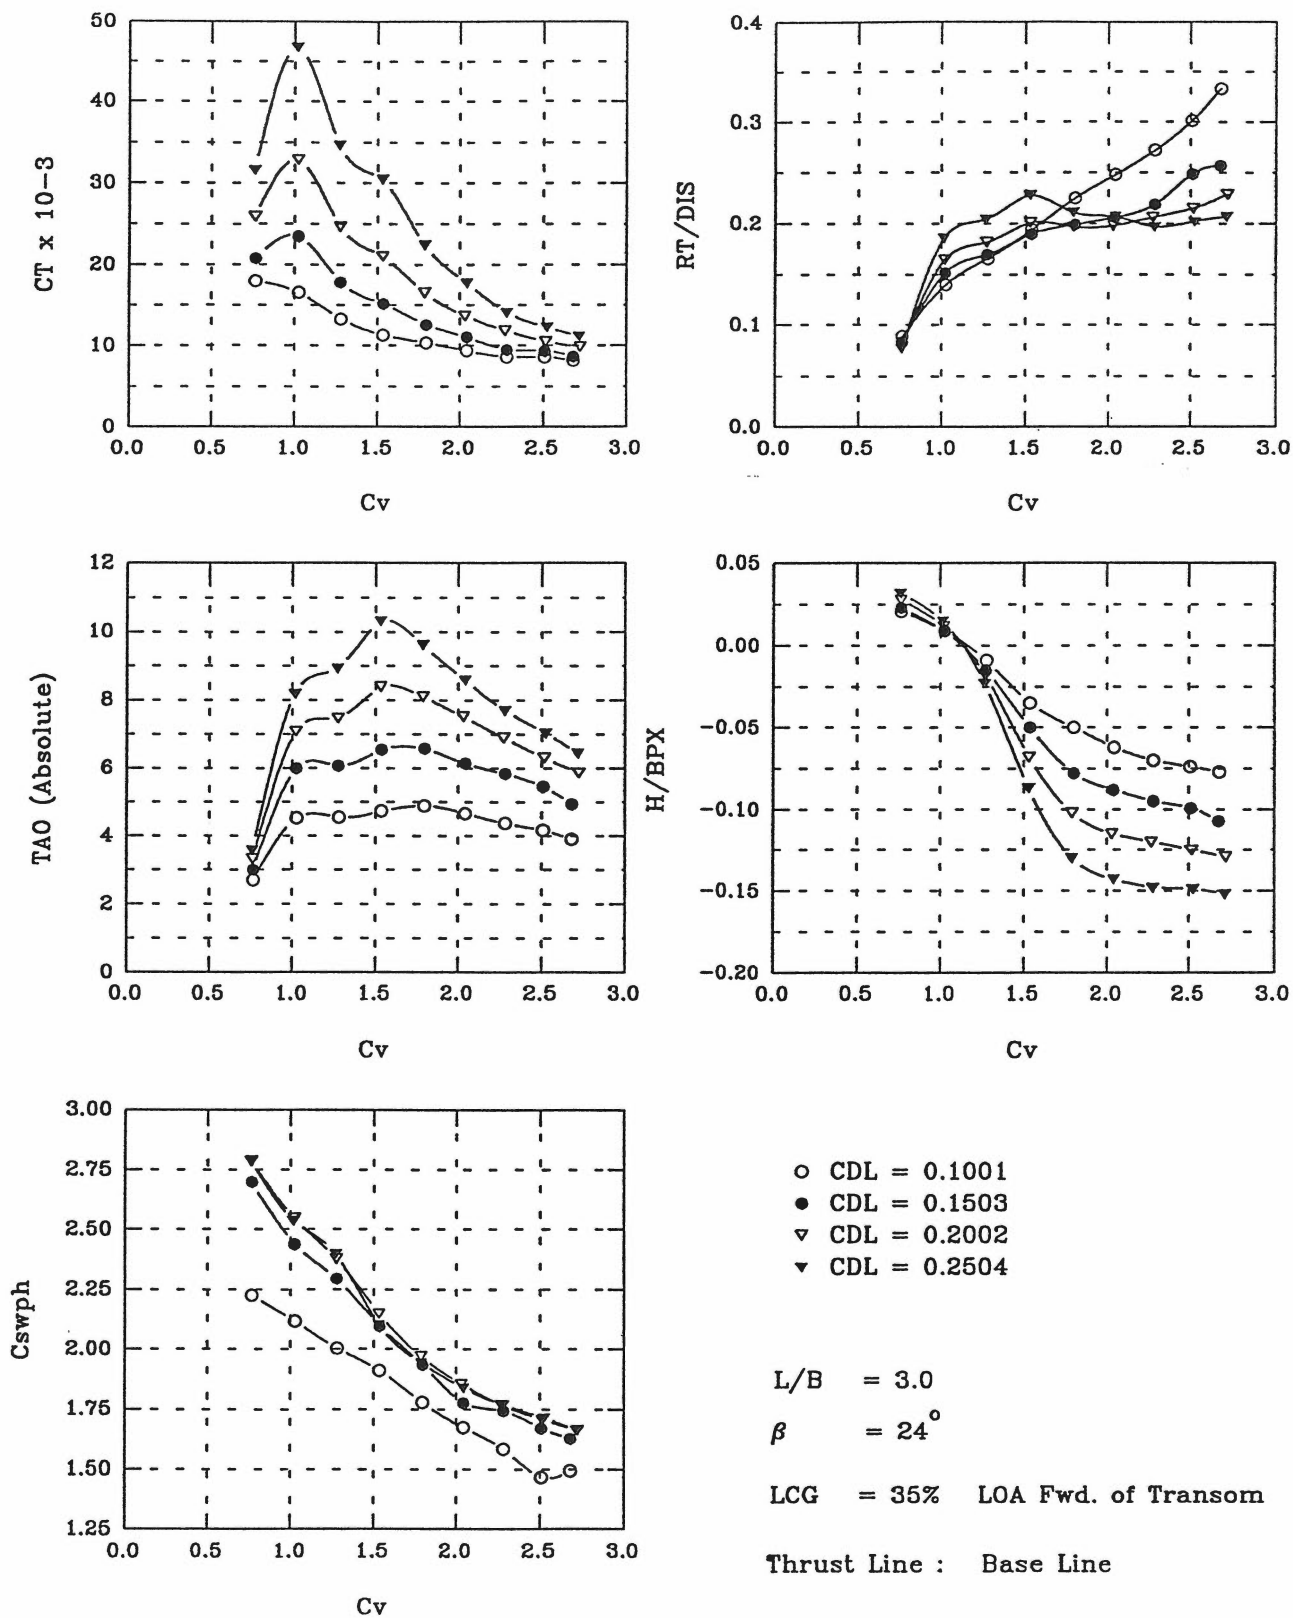 50
40
30
20
10
0
CT x 10-3
0.0 0.5 1.0 1.5 2.0 2.5 3.0
Cv
0.4
0.3
0.2
0.1
0.0
RT/DIS
0.0 0.5 1.0 1.5 2.0 2.5 3.0
Cv
12
10
8
6
4
2
0
TAO (Absolute)
0.0 0.5 1.0 1.5 2.0 2.5 3.0
Cv
0.05
0.00
-0.05
-0.10
-0.15
-0.20
H/BPX
0.0 0.5 1.0 1.5 2.0 2.5 3.0
Cv
3.00
2.75
2.50
2.25
2.00
1.75
1.50
1.25
Cswph
0.0 0.5 1.0 1.5 2.0 2.5 3.0
Cv
CDL = 0.1001
CDL = 0.1503
CDL = 0.2002
CDL = 0.2504
L/B = 3.0
β = 24°
LCG = 35% LOA Fwd. of Transom
Thrust Line : Base Line